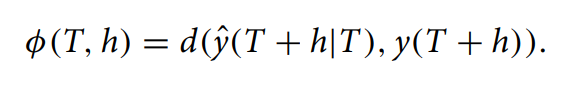 ϕ(T, h) = d(ŷ(T + h|T), y(T + h)).